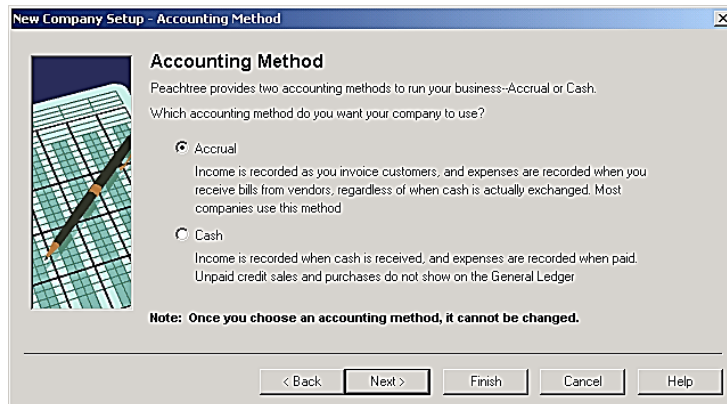 New Company Setup - Accounting Method
Accounting Method
Peachtree provides two accounting methods to run your business--Accrual or Cash.
Which accounting method do you want your company to use?
Accrual
Income is recorded as you invoice customers, and expenses are recorded when you
receive bills from vendors, regardless of when cash is actually exchanged. Most
companies use this method
Cash
Income is recorded when cash is received, and expenses are recorded when paid.
Unpaid credit sales and purchases do not show on the General Ledger
Note: Once you choose an accounting method, it cannot be changed.
< Back Next > Finish Cancel Help